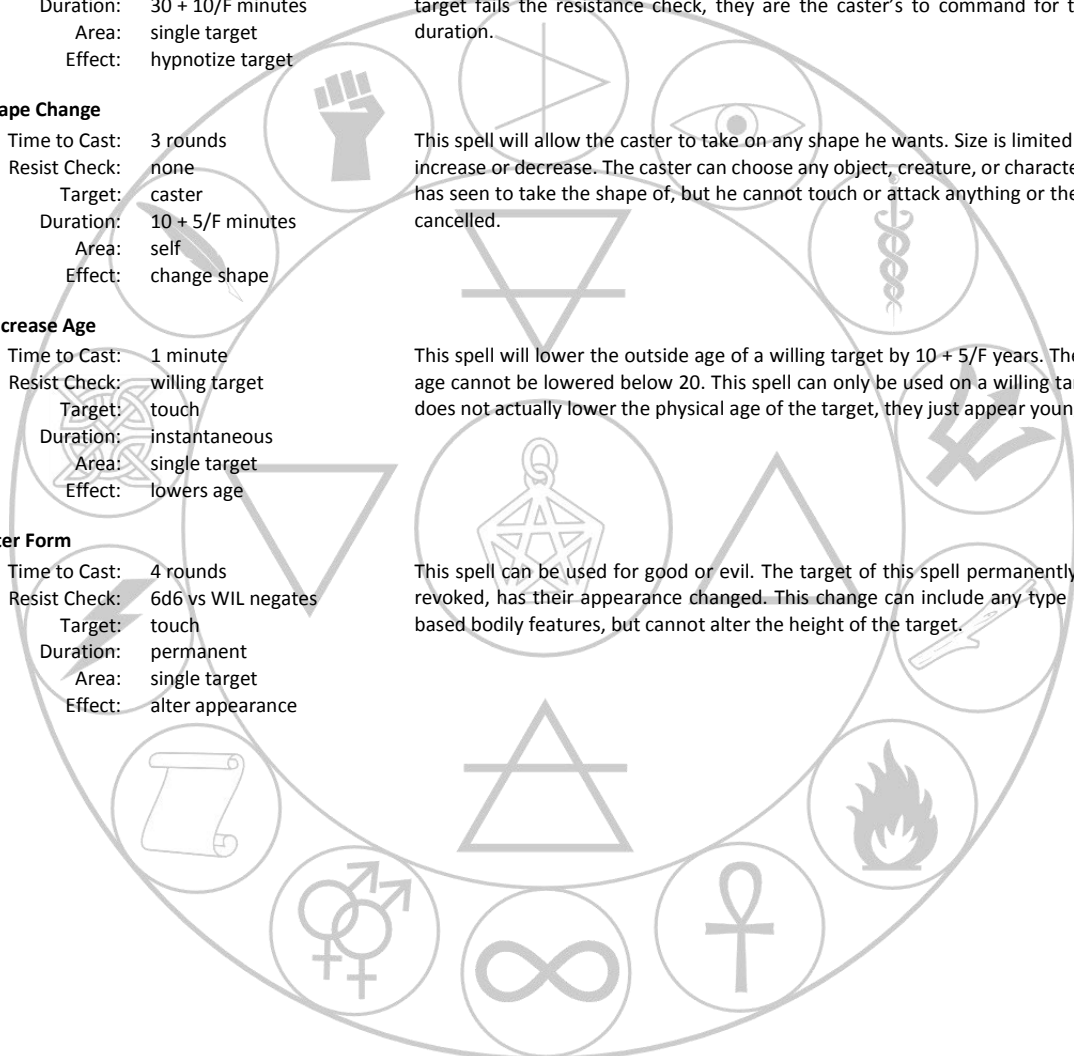 Duration: 30 + 10/F minutes
Area: single target
Effect: hypnotize target
target fails the resistance check, they are the caster's to command for t
duration.
ape Change
Time to Cast: 3 rounds
Resist Check: none
Target: caster
Duration: 10 + 5/F minutes
Area: self
Effect: change shape
This spell will allow the caster to take on any shape he wants. Size is limited
increase or decrease. The caster can choose any object, creature, or characte
has seen to take the shape of, but he cannot touch or attack anything or the
cancelled.
crease Age
Time to Cast: 1 minute
Resist Check: willing target
Target: touch
Duration: instantaneous
Area: single target
Effect: lowers age
This spell will lower the outside age of a willing target by 10 + 5/F years. The
age cannot be lowered below 20. This spell can only be used on a willing tar
does not actually lower the physical age of the target, they just appear youn
ter Form
Time to Cast: 4 rounds
Resist Check: 6d6 vs WIL negates
Target: touch
Duration: permanent
Area: single target
Effect: alter appearance
This spell can be used for good or evil. The target of this spell permanently
revoked, has their appearance changed. This change can include any type
based bodily features, but cannot alter the height of the target.